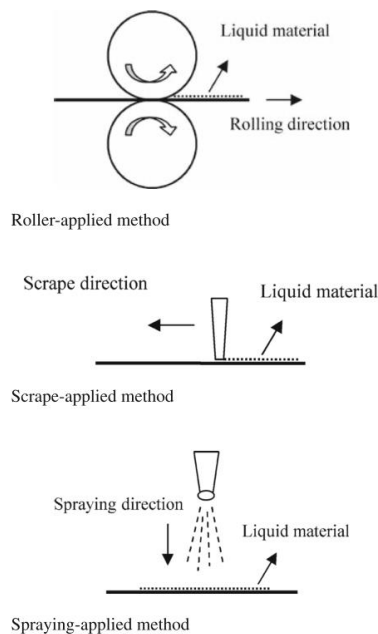 Liquid material
Rolling direction
Roller-applied method
Scrape direction
Liquid material
Scrape-applied method
Spraying direction
Liquid material
Spraying-applied method